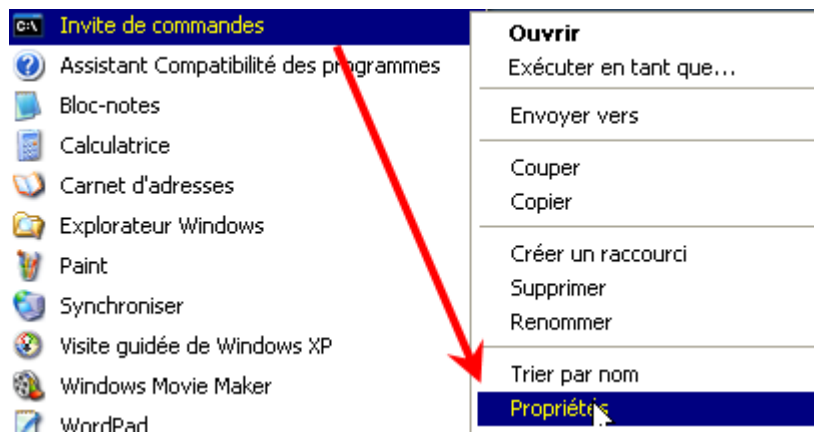 C:\
Invite de commandes
Assistant Compatibilité des programmes
Bloc-notes
Calculatrice
Carnet d'adresses
Explorateur Windows
Paint
Synchroniser
Visite guidée de Windows XP
Windows Movie Maker
WordPad
Ouvrir
Exécuter en tant que...
Envoyer vers
Couper
Copier
Créer un raccourci
Supprimer
Renommer
Trier par nom
Propriétés